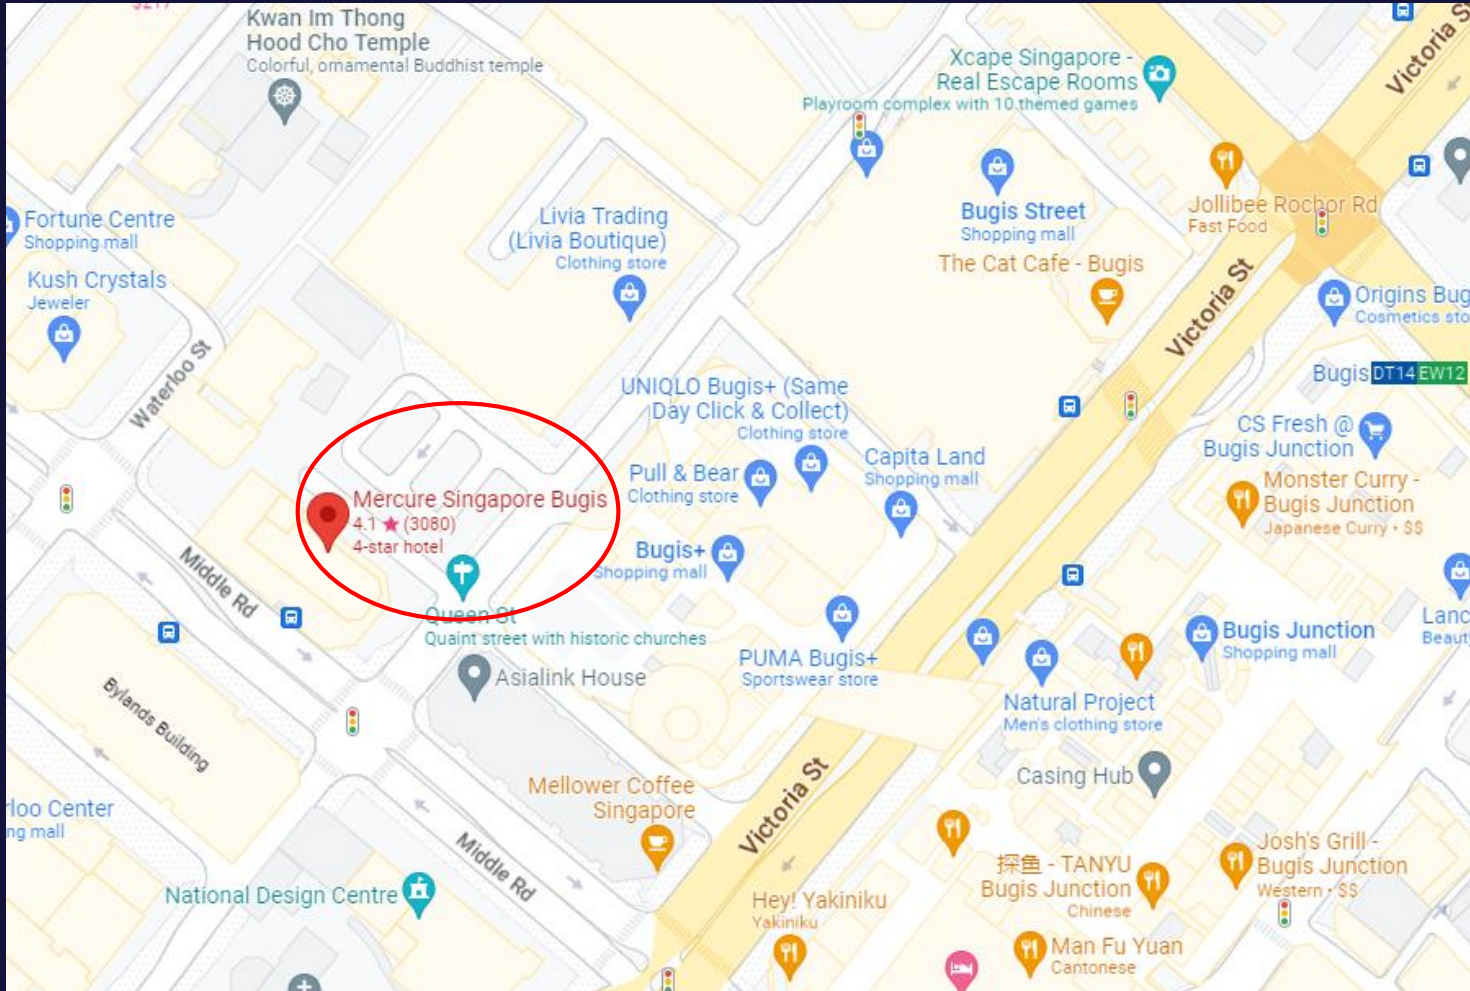 Kwan Im Thong
Hood Cho Temple
Colorful, ornamental Buddhist temple
Xcape Singapore -
Real Escape Rooms
Playroom complex with 10 themed games
Victoria S
Fortune Centre
Shopping mall
Kush Crystals
Jeweler
Livia Trading
(Livia Boutique)
Clothing store
Bugis Street
Shopping mall
Jollibee Rochor Rd
Fast Food
The Cat Cafe - Bugis
Victoria St
Origins Bug
Cosmetics sto
Waterloo St
Bugis DT14 EW12
UNIQLO Bugis+ (Same
Day Click & Collect)
Clothing store
CS Fresh @
Bugis Junction
Pull & Bear
Clothing store
Capita Land
Shopping mall
Monster Curry -
Bugis Junction
Japanese Curry • $$
Mercure Singapore Bugis
4.1 ★ (3080)
4-star hotel
Bugis+
Shopping mall
Middle Rd
Queen St
Quaint street with historic churches
Asialink House
PUMA Bugis+
Sportswear store
Bugis Junction
Shopping mall
Lanc
Beaut
Natural Project
Men's clothing store
Bylands Building
Casing Hub
Mellower Coffee
Singapore
Victoria St
rloo Center
ng mall
Middle Rd
National Design Centre
Hey! Yakiniku
Yakiniku
探鱼 - TANYU
Bugis Junction
Chinese
Josh's Grill -
Bugis Junction
Western • $$
Man Fu Yuan
Cantonese